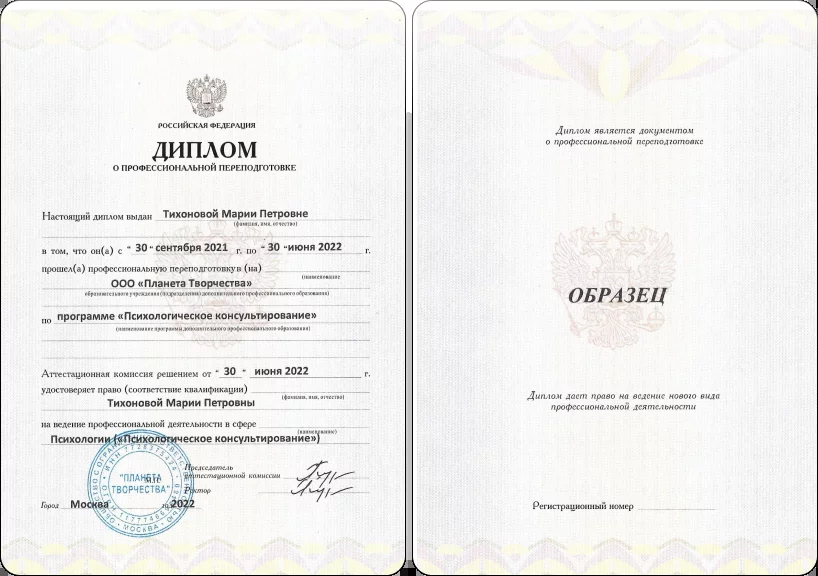 РОССИЙСКАЯ ФЕДЕРАЦИЯ
ДИПЛОМ
О ПРОФЕССИОНАЛЬНОЙ ПЕРЕПОДГОТОВКЕ
Настоящий диплом выдан Тихоновой Марии Петровне
(фамилия, имя, отчество)
в том, что он(а) с "30" сентября 2021 г. по "30" июня 2022 г.
прошел(а) профессиональную переподготовку в (на)
(наименование
ООО «Планета Творчества»
образовательного учреждения (подразделения) дополнительного профессионального образования)
по программе «Психологическое консультирование»
(наименование программы дополнительного профессионального образования)
Аттестационная комиссия решением от "30" июня 2022 г.
удостоверяет право (соответствие квалификации)
(фамилия, имя, отчество)
Тихоновой Марии Петровны
на ведение профессиональной деятельности в сфере
(наименование)
Психологии («Психологическое консультирование»)
Председатель
аттестационной комиссии
Ректор
М.П.
"ПЛАНЕТА
ТВОРЧЕСТВА"
МОСКВА
Город Москва 2022
Диплом является документом
о профессиональной переподготовке
ОБРАЗЕЦ
Диплом дает право на ведение нового вида
профессиональной деятельности
Регистрационный номер